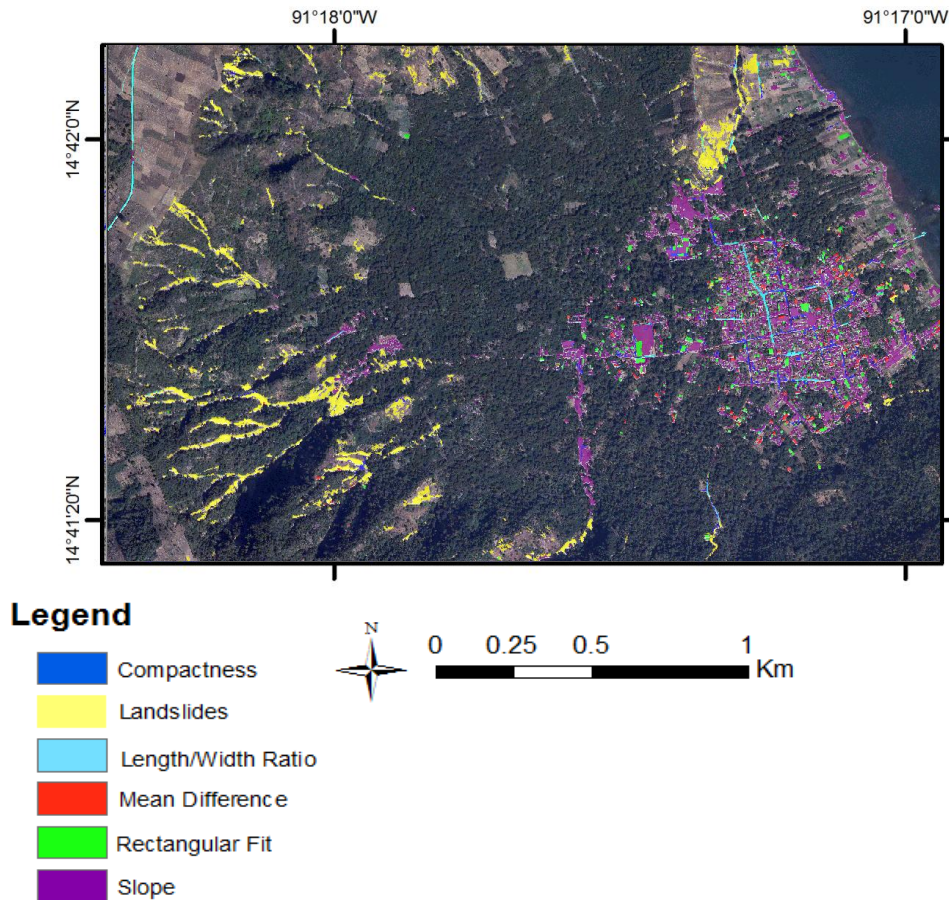 91°18'0"W 91°17'0"W
14°42'0"N
14°41'20"N
Legend
N
0 0.25 0.5 1
Km
Compactness
Landslides
Length/Width Ratio
Mean Difference
Rectangular Fit
Slope